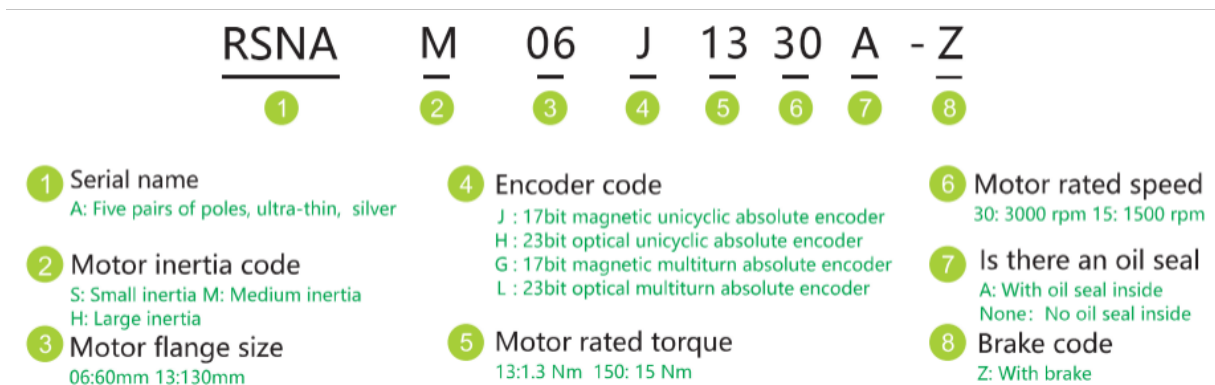 RSNA M 06 J 13 30 A - Z
1 2 3 4 5 6 7 8
1 Serial name
A: Five pairs of poles, ultra-thin, silver
2 Motor inertia code
S: Small inertia M: Medium inertia
H: Large inertia
3 Motor flange size
06:60mm 13:130mm
4 Encoder code
J : 17bit magnetic unicyclic absolute encoder
H : 23bit optical unicyclic absolute encoder
G : 17bit magnetic multiturn absolute encoder
L : 23bit optical multiturn absolute encoder
5 Motor rated torque
13:1.3 Nm 150: 15 Nm
6 Motor rated speed
30: 3000 rpm 15: 1500 rpm
7 Is there an oil seal
A: With oil seal inside
None: No oil seal inside
8 Brake code
Z: With brake